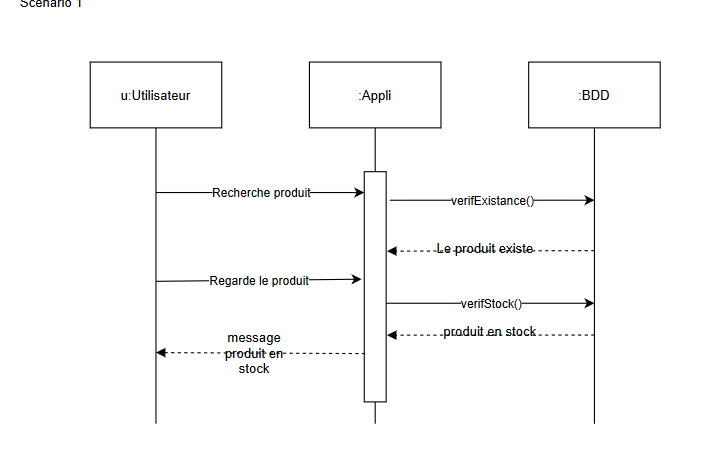 Scénario 1
u:Utilisateur
:Appli
:BDD
Recherche produit
verifExistance()
Le produit existe
Regarde le produit
verifStock()
produit en stock
message
produit en
stock